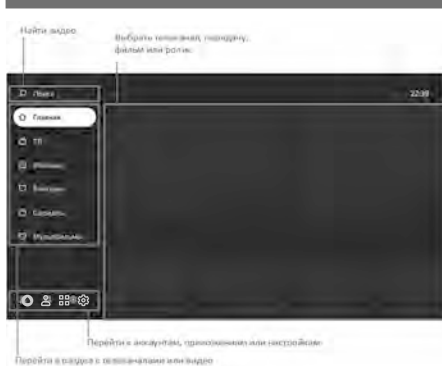 Найти видео
Выбрать телеканал, передачу,
фильм или ролик
Поиск
22:39
Главная
ТВ
Фильмы
Сериалы
Мультфильмы
Перейти к аккаунтам, приложениям или настройкам
Перейти в раздел с телеканалами или видео